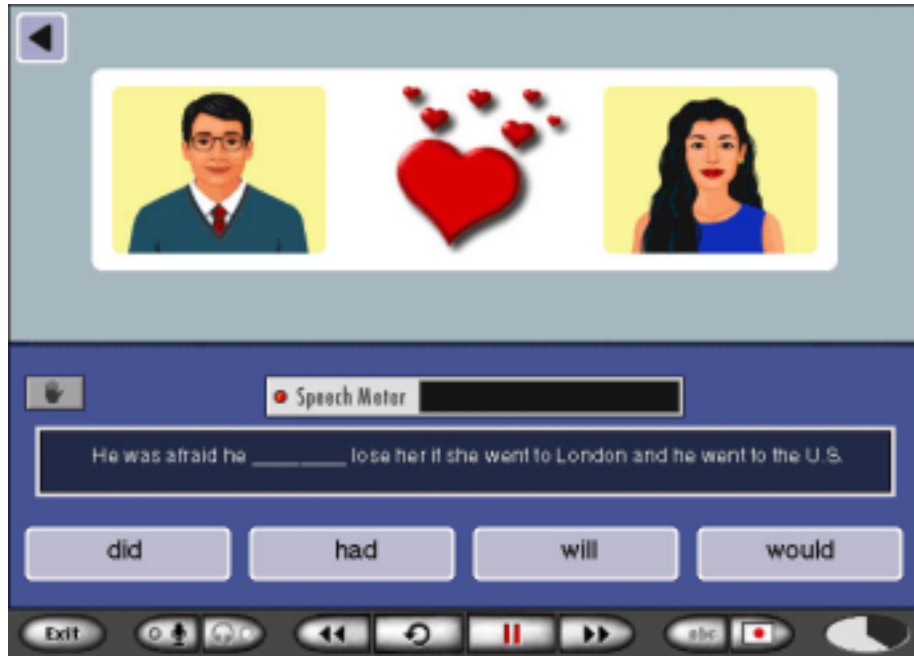 Speech Meter
He was afraid he ________ lose her if she went to London and he went to the U.S.
did
had
will
would
Exit
abc